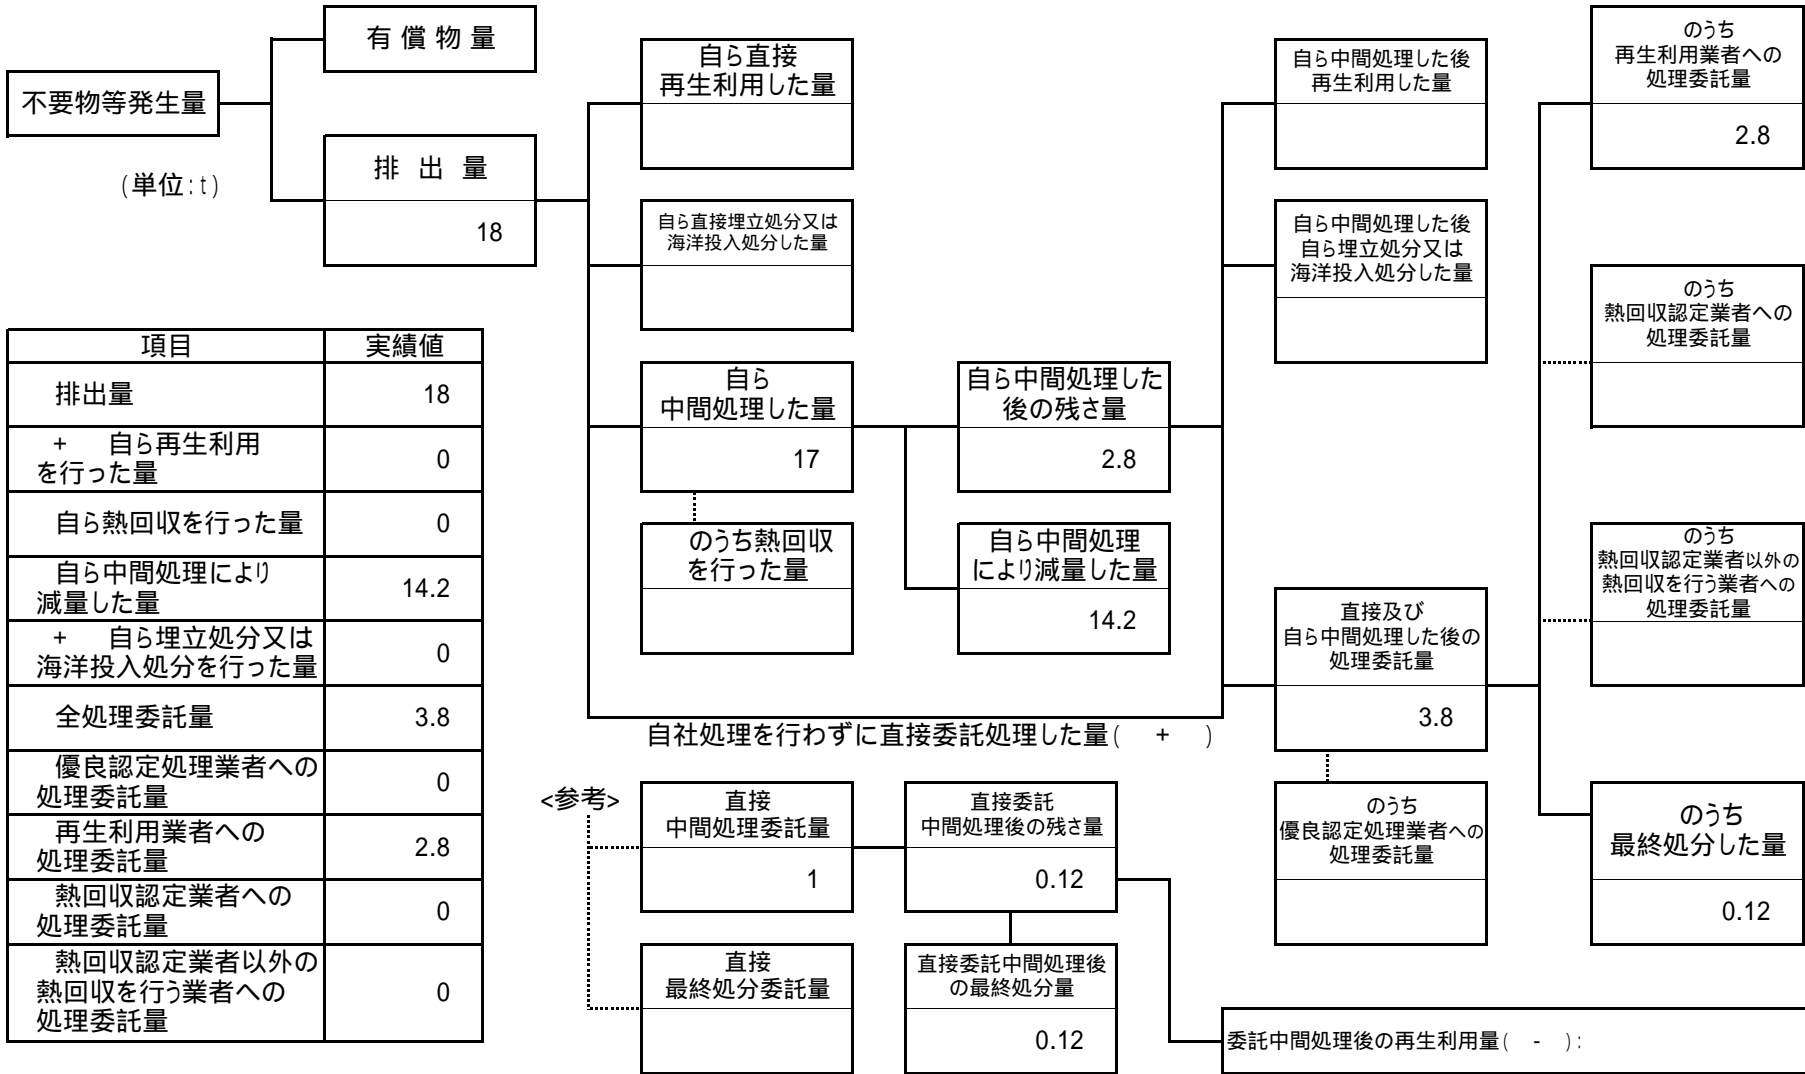 有 償 物 量
不要物等発生量
(単位:t)
排 出 量
18
自ら直接
再生利用した量
自ら直接埋立処分又は
海洋投入処分した量
自ら
中間処理した量
17
のうち熱回収
を行った量
自ら中間処理した
後の残さ量
2.8
自ら中間処理
により減量した量
14.2
自ら中間処理した後
再生利用した量
自ら中間処理した後
自ら埋立処分又は
海洋投入処分した量
直接及び
自ら中間処理した後の
処理委託量
3.8
のうち
優良認定処理業者への
処理委託量
のうち
再生利用業者への
処理委託量
2.8
のうち
熱回収認定業者への
処理委託量
のうち
熱回収認定業者以外の
熱回収を行う業者への
処理委託量
のうち
最終処分した量
0.12
自社処理を行わずに直接委託処理した量( + )
<参考>
直接
中間処理委託量
1
直接委託
中間処理後の残さ量
0.12
直接
最終処分委託量
直接委託中間処理後
の最終処分量
0.12
委託中間処理後の再生利用量( - ):
項目 実績値
排出量 18
+ 自ら再生利用
を行った量 0
自ら熱回収を行った量 0
自ら中間処理により
減量した量 14.2
+ 自ら埋立処分又は
海洋投入処分を行った量 0
全処理委託量 3.8
優良認定処理業者への
処理委託量 0
再生利用業者への
処理委託量 2.8
熱回収認定業者への
処理委託量 0
熱回収認定業者以外の
熱回収を行う業者への 0
処理委託量